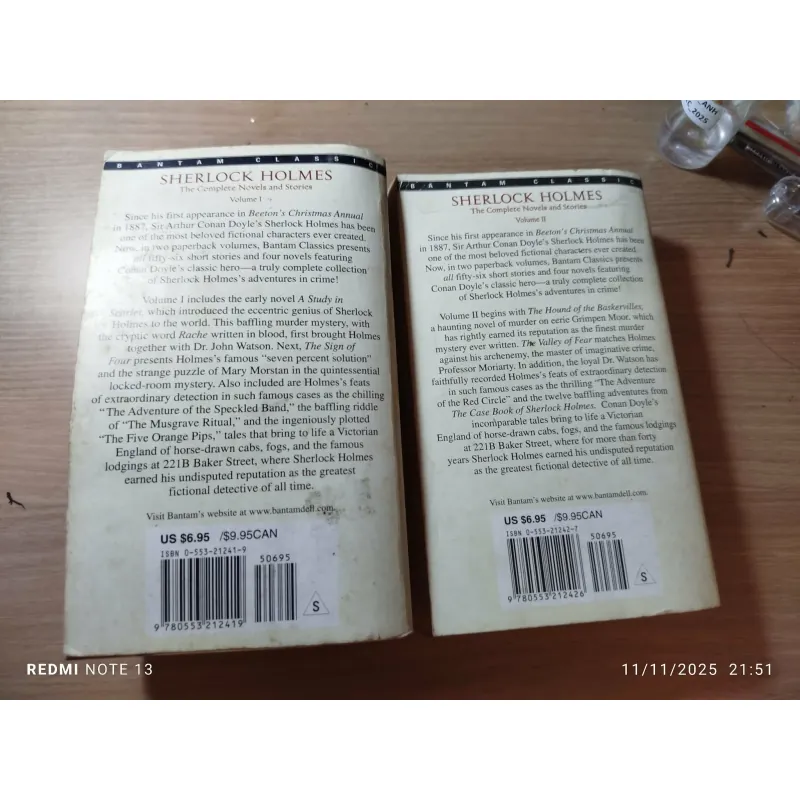 BANTAM CLASSIC
SHERLOCK HOLMES
The Complete Novels and Stories
Volume I
Since his first appearance in Beeton's Christmas Annual
in 1887, Sir Arthur Conan Doyle's Sherlock Holmes has been
one of the most beloved fictional characters ever created.
Now, in two paperback volumes, Bantam Classics presents
all fifty-six short stories and four novels featuring
Conan Doyle's classic hero—a truly complete collection
of Sherlock Holmes's adventures in crime!
Volume I includes the early novel A Study in
Scarlet, which introduced the eccentric genius of Sherlock
Holmes to the world. This baffling murder mystery, with
the cryptic word Rache written in blood, first brought Holmes
together with Dr. John Watson. Next, The Sign of
Four presents Holmes's famous "seven percent solution"
and the strange puzzle of Mary Morstan in the quintessential
locked-room mystery. Also included are Holmes's feats
of extraordinary detection in such famous cases as the chilling
"The Adventure of the Speckled Band," the baffling riddle
of "The Musgrave Ritual," and the ingeniously plotted
"The Five Orange Pips," tales that bring to life a Victorian
England of horse-drawn cabs, fogs, and the famous
lodgings at 221B Baker Street, where Sherlock Holmes
earned his undisputed reputation as the greatest
fictional detective of all time.
Visit Bantam's website at www.bantamdell.com.
US $6.95 /$9.95CAN
ISBN 0-553-21241-9
50695
9 780553 212419
S
BANTAM CLASSIC
SHERLOCK HOLMES
The Complete Novels and Stories
Volume II
Since his first appearance in Beeton's Christmas Annual
in 1887, Sir Arthur Conan Doyle's Sherlock Holmes has been
one of the most beloved fictional characters ever created.
Now, in two paperback volumes, Bantam Classics presents
all fifty-six short stories and four novels featuring
Conan Doyle's classic hero—a truly complete collection
of Sherlock Holmes's adventures in crime!
Volume II begins with The Hound of the Baskervilles,
a haunting novel of murder on eerie Grimpen Moor, which
has rightly earned its reputation as the finest murder
mystery ever written. The Valley of Fear matches Holmes
against his archenemy, the master of imaginative crime,
Professor Moriarty. In addition, the loyal Dr. Watson has
faithfully recorded Holmes's feats of extraordinary detection
in such famous cases as the thrilling "The Adventure
of the Red Circle" and the twelve baffling adventures from
The Case Book of Sherlock Holmes. Conan Doyle's
incomparable tales bring to life a Victorian
England of horse-drawn cabs, fogs, and the famous lodgings
at 221B Baker Street, where for more than forty
years Sherlock Holmes earned his undisputed reputation
as the greatest fictional detective of all time.
Visit Bantam's website at www.bantamdell.com.
US $6.95 /$9.95CAN
ISBN 0-553-21242-7
50695
9 780553 212426
S
ANH
2025
REDMI NOTE 13
11/11/2025 21:51